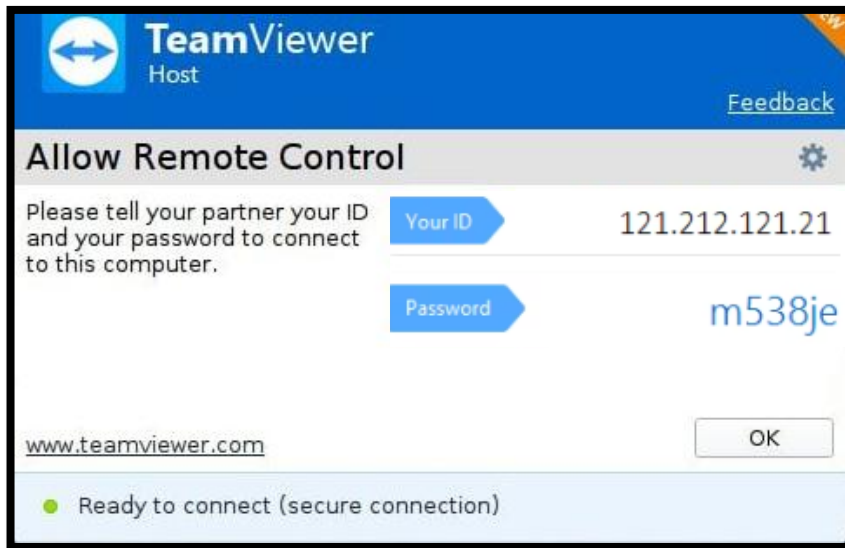 TeamViewer
Host
Feedback
Allow Remote Control
Please tell your partner your ID
and your password to connect
to this computer.
Your ID
121.212.121.21
Password
m538je
www.teamviewer.com
OK
Ready to connect (secure connection)